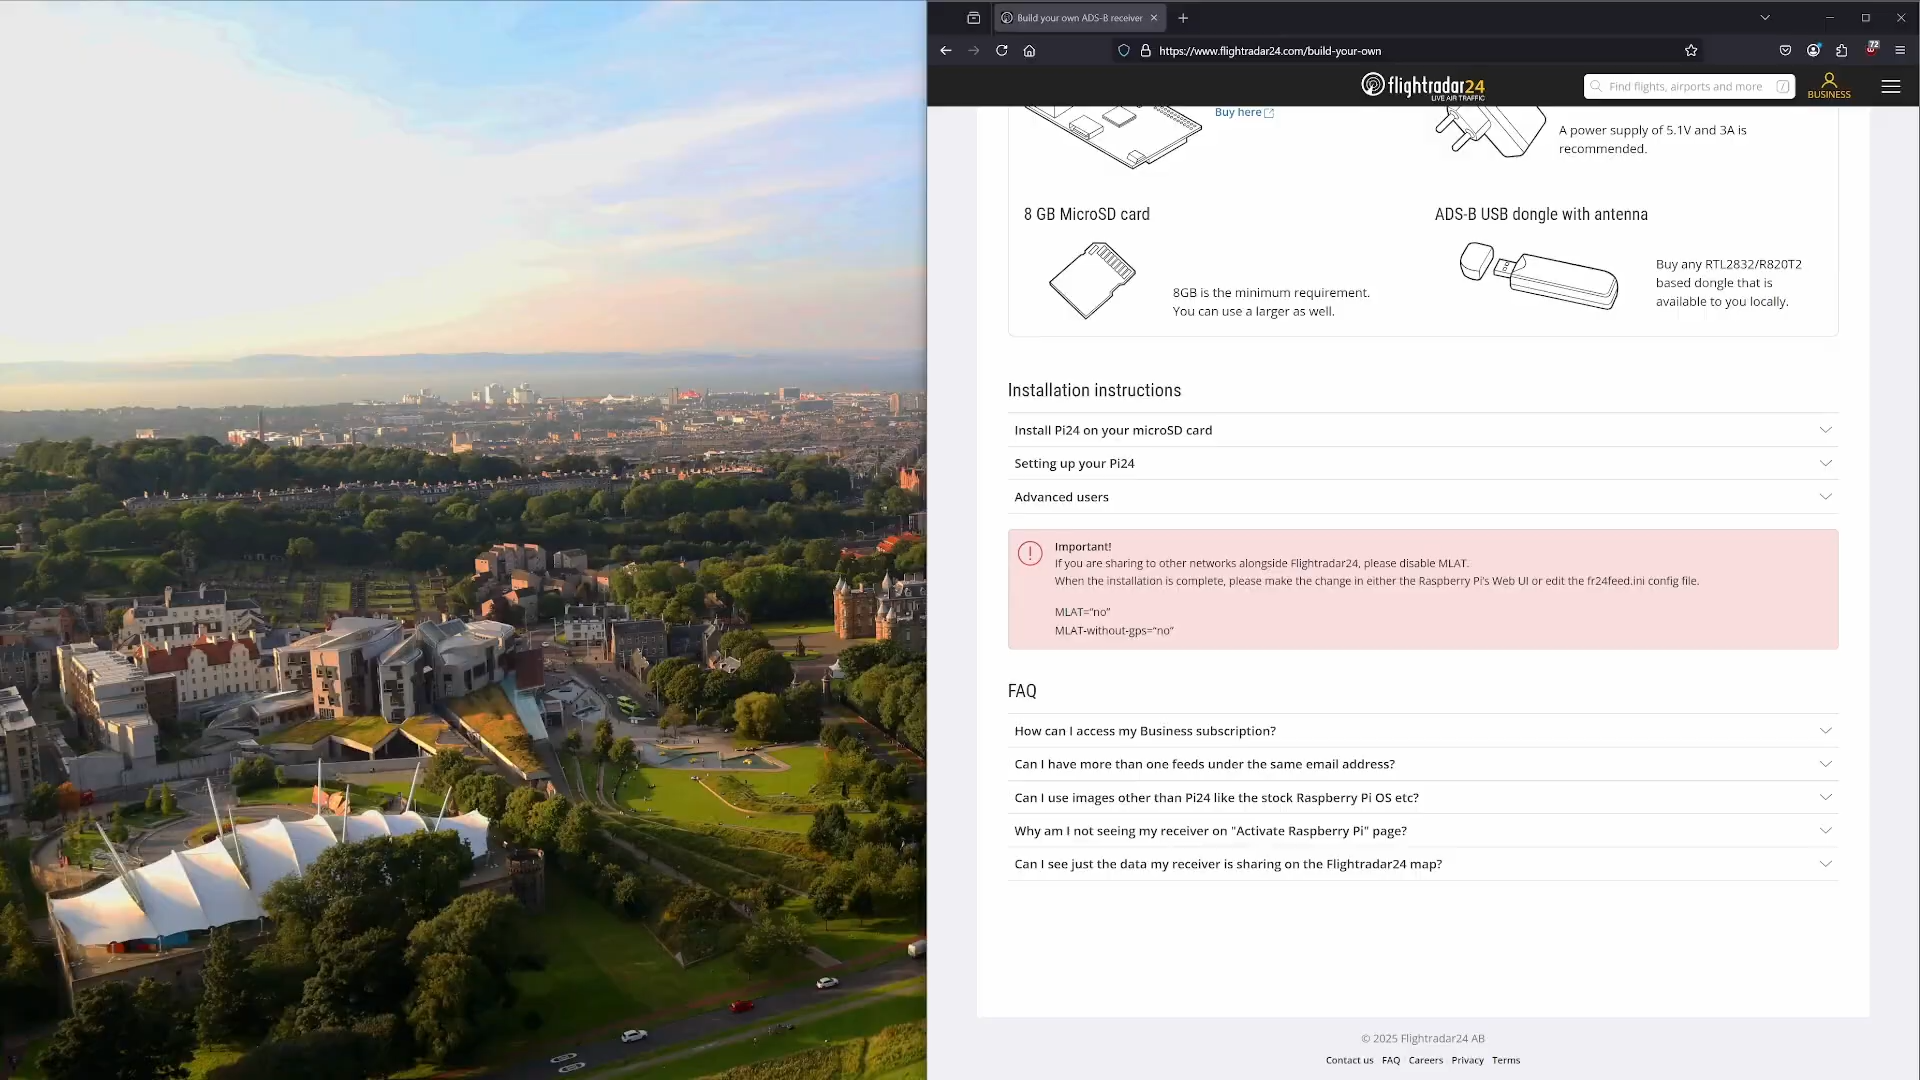 Build your own ADS-B receiver
https://www.flightradar24.com/build-your-own
72
flightradar24
LIVE AIR TRAFFIC
Find flights, airports and more /
BUSINESS
Buy here
A power supply of 5.1V and 3A is
recommended.
8 GB MicroSD card
8GB is the minimum requirement.
You can use a larger as well.
ADS-B USB dongle with antenna
Buy any RTL2832/R820T2
based dongle that is
available to you locally.
Installation instructions
Install Pi24 on your microSD card
Setting up your Pi24
Advanced users
Important!
If you are sharing to other networks alongside Flightradar24, please disable MLAT.
When the installation is complete, please make the change in either the Raspberry Pi's Web UI or edit the fr24feed.ini config file.
MLAT=“no”
MLAT-without-gps=“no”
FAQ
How can I access my Business subscription?
Can I have more than one feeds under the same email address?
Can I use images other than Pi24 like the stock Raspberry Pi OS etc?
Why am I not seeing my receiver on "Activate Raspberry Pi" page?
Can I see just the data my receiver is sharing on the Flightradar24 map?
© 2025 Flightradar24 AB
Contact us FAQ Careers Privacy Terms